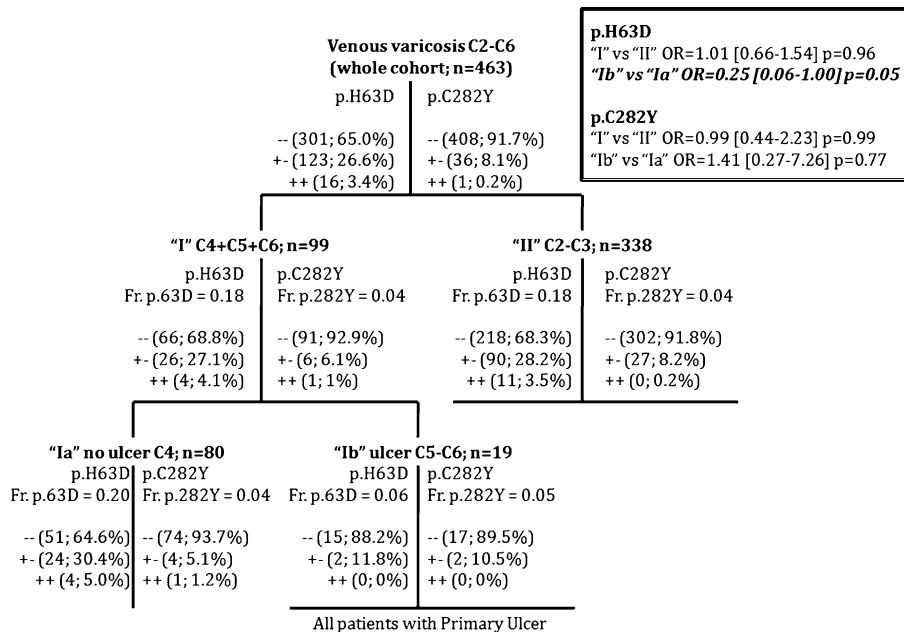 Venous varicosis C2-C6
(whole cohort; n=463)
p.H63D p.C282Y
-- (301; 65.0%) -- (408; 91.7%)
+- (123; 26.6%) +- (36; 8.1%)
++ (16; 3.4%) ++ (1; 0.2%)
p.H63D
“I” vs “II” OR=1.01 [0.66-1.54] p=0.96
“Ib” vs “Ia” OR=0.25 [0.06-1.00] p=0.05
p.C282Y
“I” vs “II” OR=0.99 [0.44-2.23] p=0.99
“Ib” vs “Ia” OR=1.41 [0.27-7.26] p=0.77
“I” C4+C5+C6; n=99
p.H63D p.C282Y
Fr. p.63D = 0.18 Fr. p.282Y = 0.04
-- (66; 68.8%) -- (91; 92.9%)
+- (26; 27.1%) +- (6; 6.1%)
++ (4; 4.1%) ++ (1; 1%)
“II” C2-C3; n=338
p.H63D p.C282Y
Fr. p.63D = 0.18 Fr. p.282Y = 0.04
-- (218; 68.3%) -- (302; 91.8%)
+- (90; 28.2%) +- (27; 8.2%)
++ (11; 3.5%) ++ (0; 0.2%)
“Ia” no ulcer C4; n=80
p.H63D p.C282Y
Fr. p.63D = 0.20 Fr. p.282Y = 0.04
-- (51; 64.6%) -- (74; 93.7%)
+- (24; 30.4%) +- (4; 5.1%)
++ (4; 5.0%) ++ (1; 1.2%)
“Ib” ulcer C5-C6; n=19
p.H63D p.C282Y
Fr. p.63D = 0.06 Fr. p.282Y = 0.05
-- (15; 88.2%) -- (17; 89.5%)
+- (2; 11.8%) +- (2; 10.5%)
++ (0; 0%) ++ (0; 0%)
All patients with Primary Ulcer